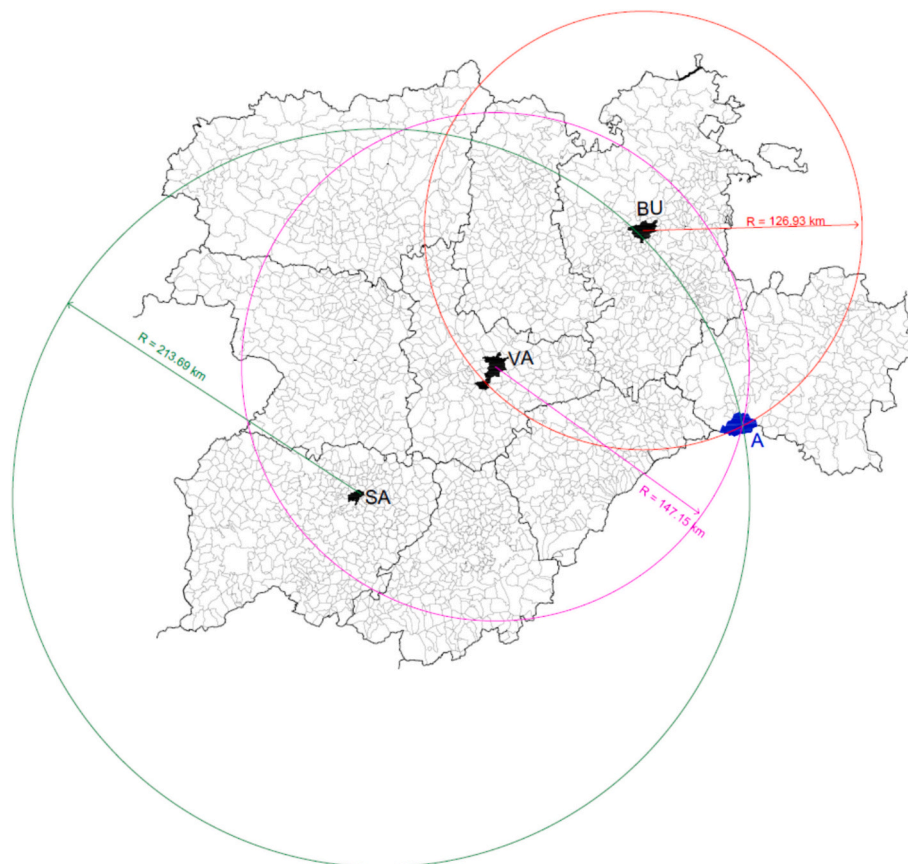 BU
R = 126.93 km
R = 213.69 km
VA
A
SA
R = 147.15 km